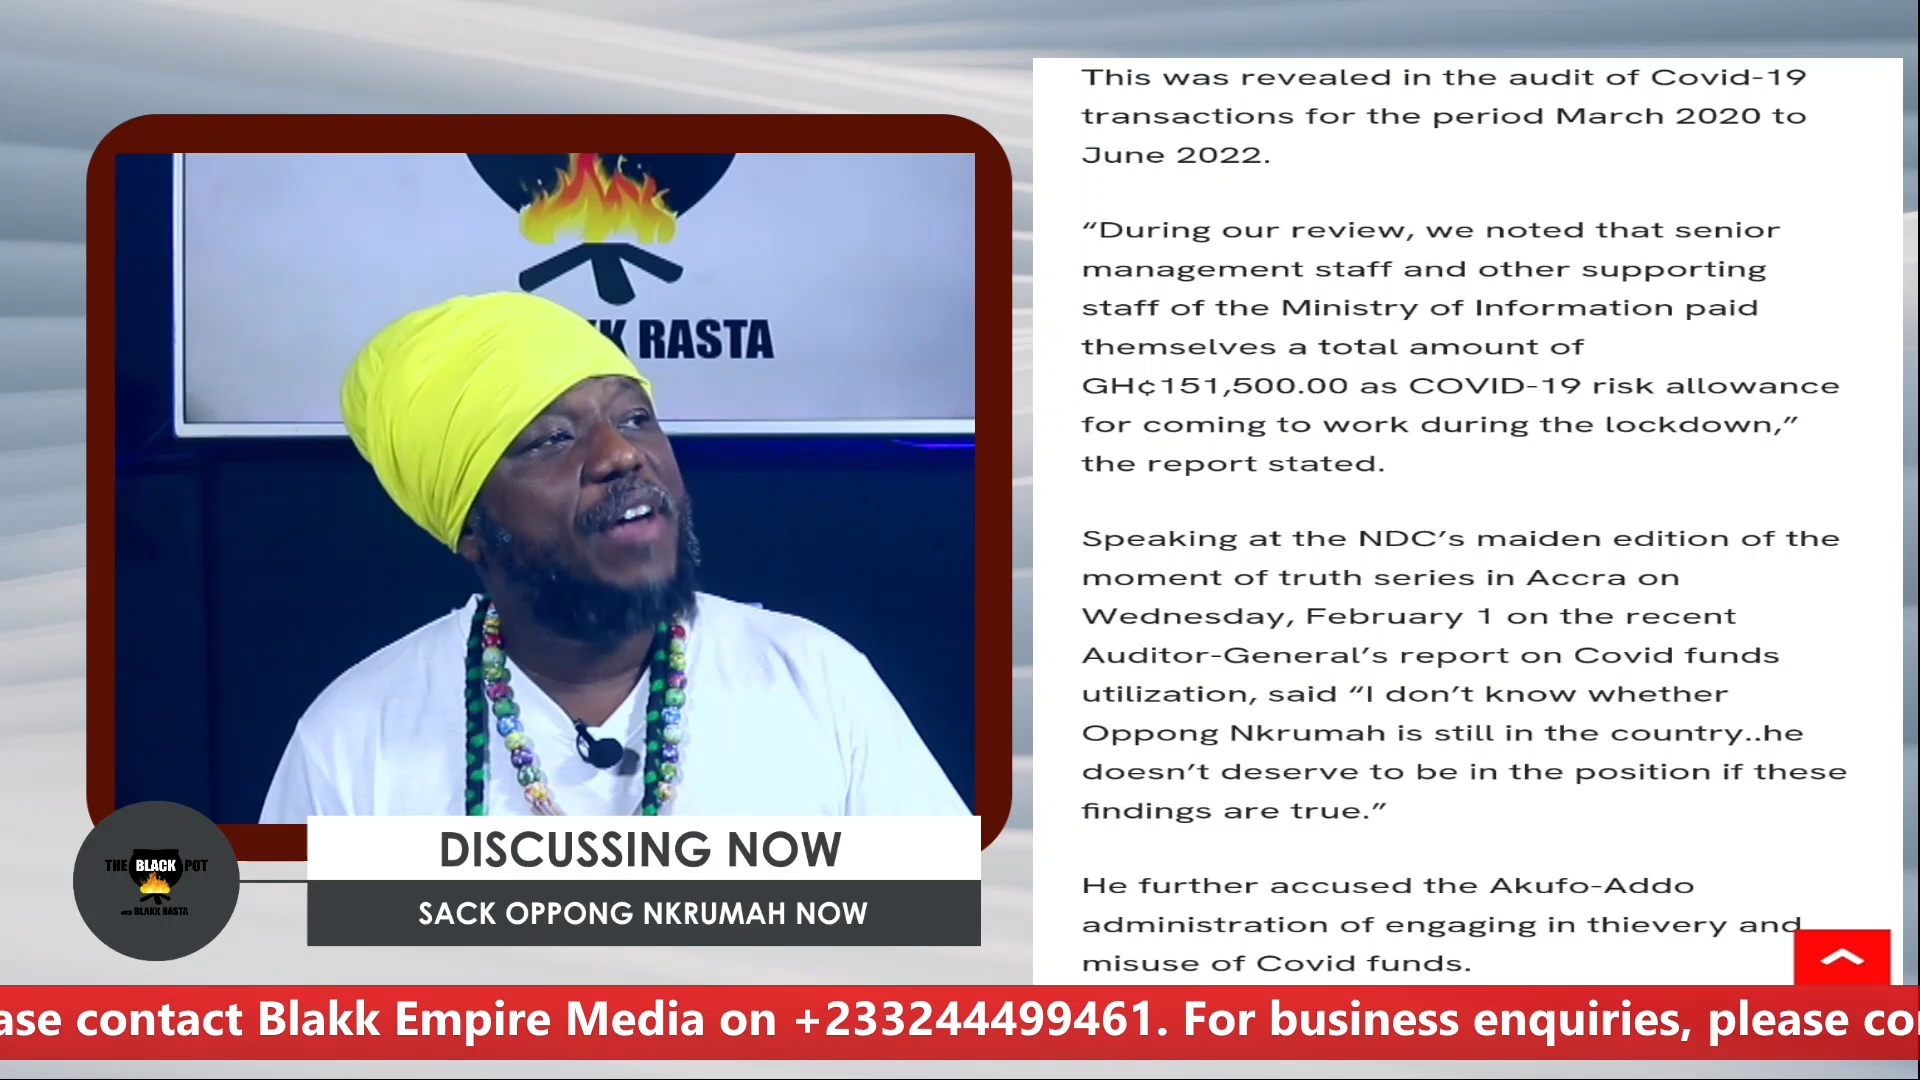 This was revealed in the audit of Covid-19
transactions for the period March 2020 to
June 2022.
“During our review, we noted that senior
management staff and other supporting
staff of the Ministry of Information paid
themselves a total amount of
GH¢151,500.00 as COVID-19 risk allowance
for coming to work during the lockdown,”
the report stated.
Speaking at the NDC’s maiden edition of the
moment of truth series in Accra on
Wednesday, February 1 on the recent
Auditor-General’s report on Covid funds
utilization, said “I don’t know whether
Oppong Nkrumah is still in the country..he
doesn’t deserve to be in the position if these
findings are true.”
He further accused the Akufo-Addo
administration of engaging in thievery and
misuse of Covid funds.
K RASTA
THE BLACK POT
WITH BLAKK RASTA
DISCUSSING NOW
SACK OPPONG NKRUMAH NOW
ase contact Blakk Empire Media on +233244499461. For business enquiries, please co